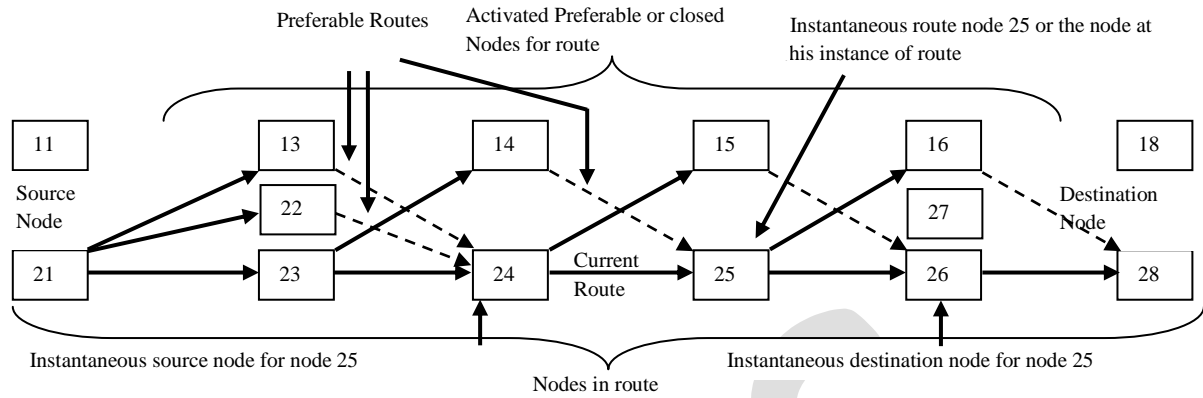 Preferable Routes
Activated Preferable or closed
Nodes for route
Instantaneous route node 25 or the node at
his instance of route
11
13
14
15
16
18
Source
Node
22
27
Destination
Node
21
23
24
Current
Route
25
26
28
Instantaneous source node for node 25
Instantaneous destination node for node 25
Nodes in route